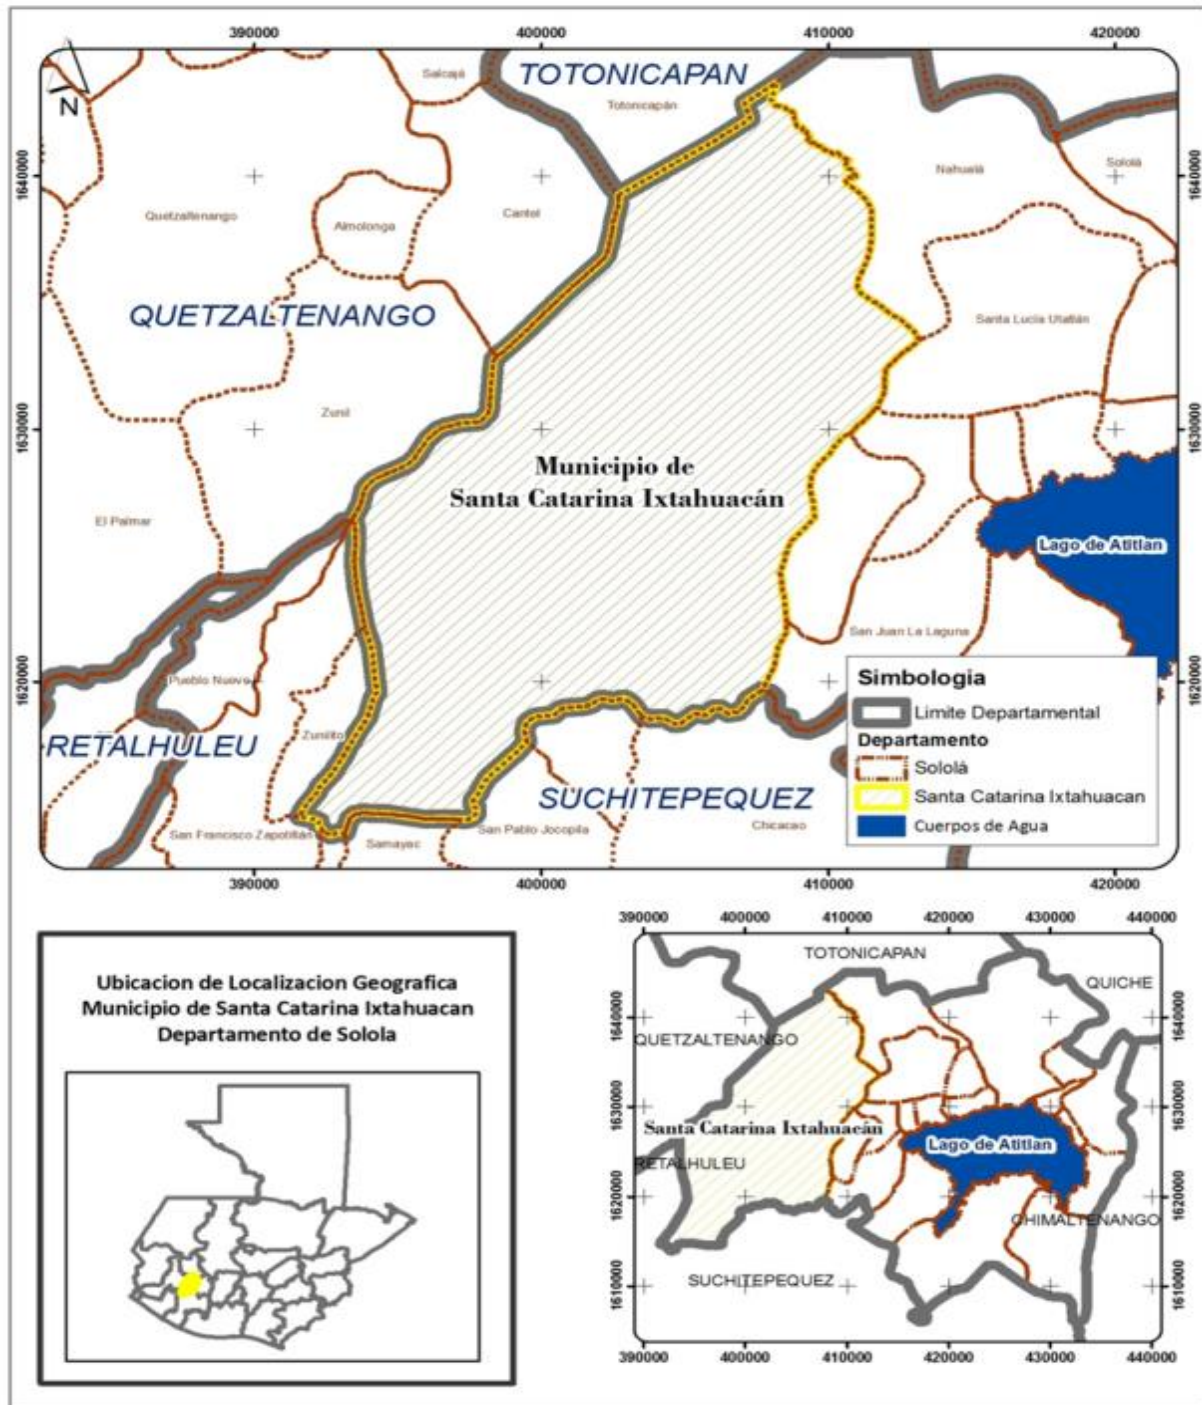 390000 400000 410000 420000
N
TOTONICAPAN
Salcajá
Totonicapán
1640000 1640000
Nahualá
Sololá
Quetzaltenango
Almolonga
Cantel
QUETZALTENANGO
Santa Lucia Utatlán
Zunil
1630000 1630000
Municipio de
Santa Catarina Ixtahuacán
El Palmar
Lago de Atitlan
San Juan La Laguna
1620000 1620000
Pueblo Nuevo
RETALHULEU
Zunilito
SUCHITEPEQUEZ
San Francisco Zapotitlán
Samayac
San Pablo Jocopila
Chicacao
Simbologia
Limite Departamental
Departamento
Sololá
Santa Catarina Ixtahuacan
Cuerpos de Agua
390000 400000 410000 420000
Ubicacion de Localizacion Geografica
Municipio de Santa Catarina Ixtahuacan
Departamento de Solola
390000 400000 410000 420000 430000 440000
TOTONICAPAN
QUICHE
1640000 1640000
QUETZALTENANGO
1630000 1630000
Santa Catarina Ixtahuacán
Lago de Atitlan
RETALHULEU
1620000 1620000
CHIMALTENANGO
SUCHITEPEQUEZ
1610000 1610000
390000 400000 410000 420000 430000 440000